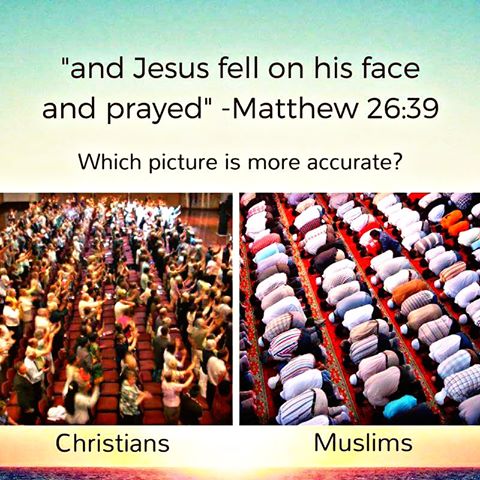 "and Jesus fell on his face
and prayed" -Matthew 26:39
Which picture is more accurate?
Christians
Muslims